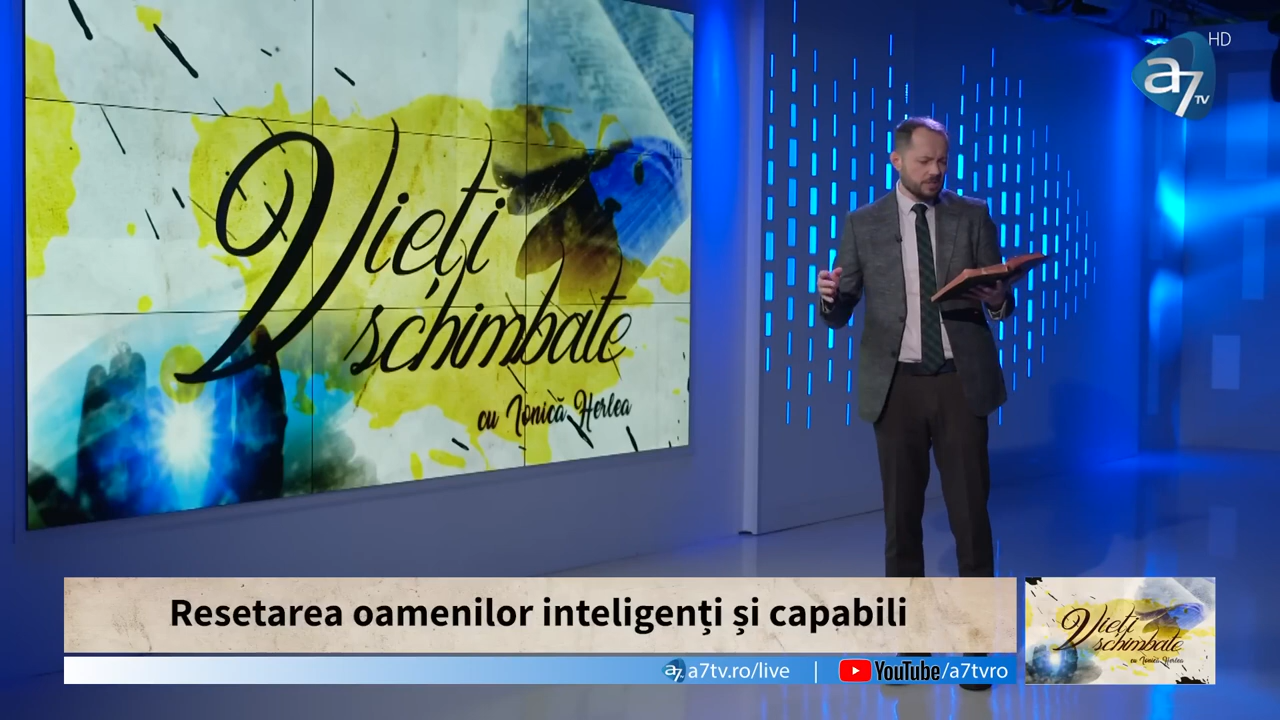 HD
a7
TV
Vieți
schimbate
cu Ionică Herlea
Resetarea oamenilor inteligenți și capabili
a7 a7tv.ro/live | YouTube/a7tvro
Vieți
schimbate
cu Ionică Herlea